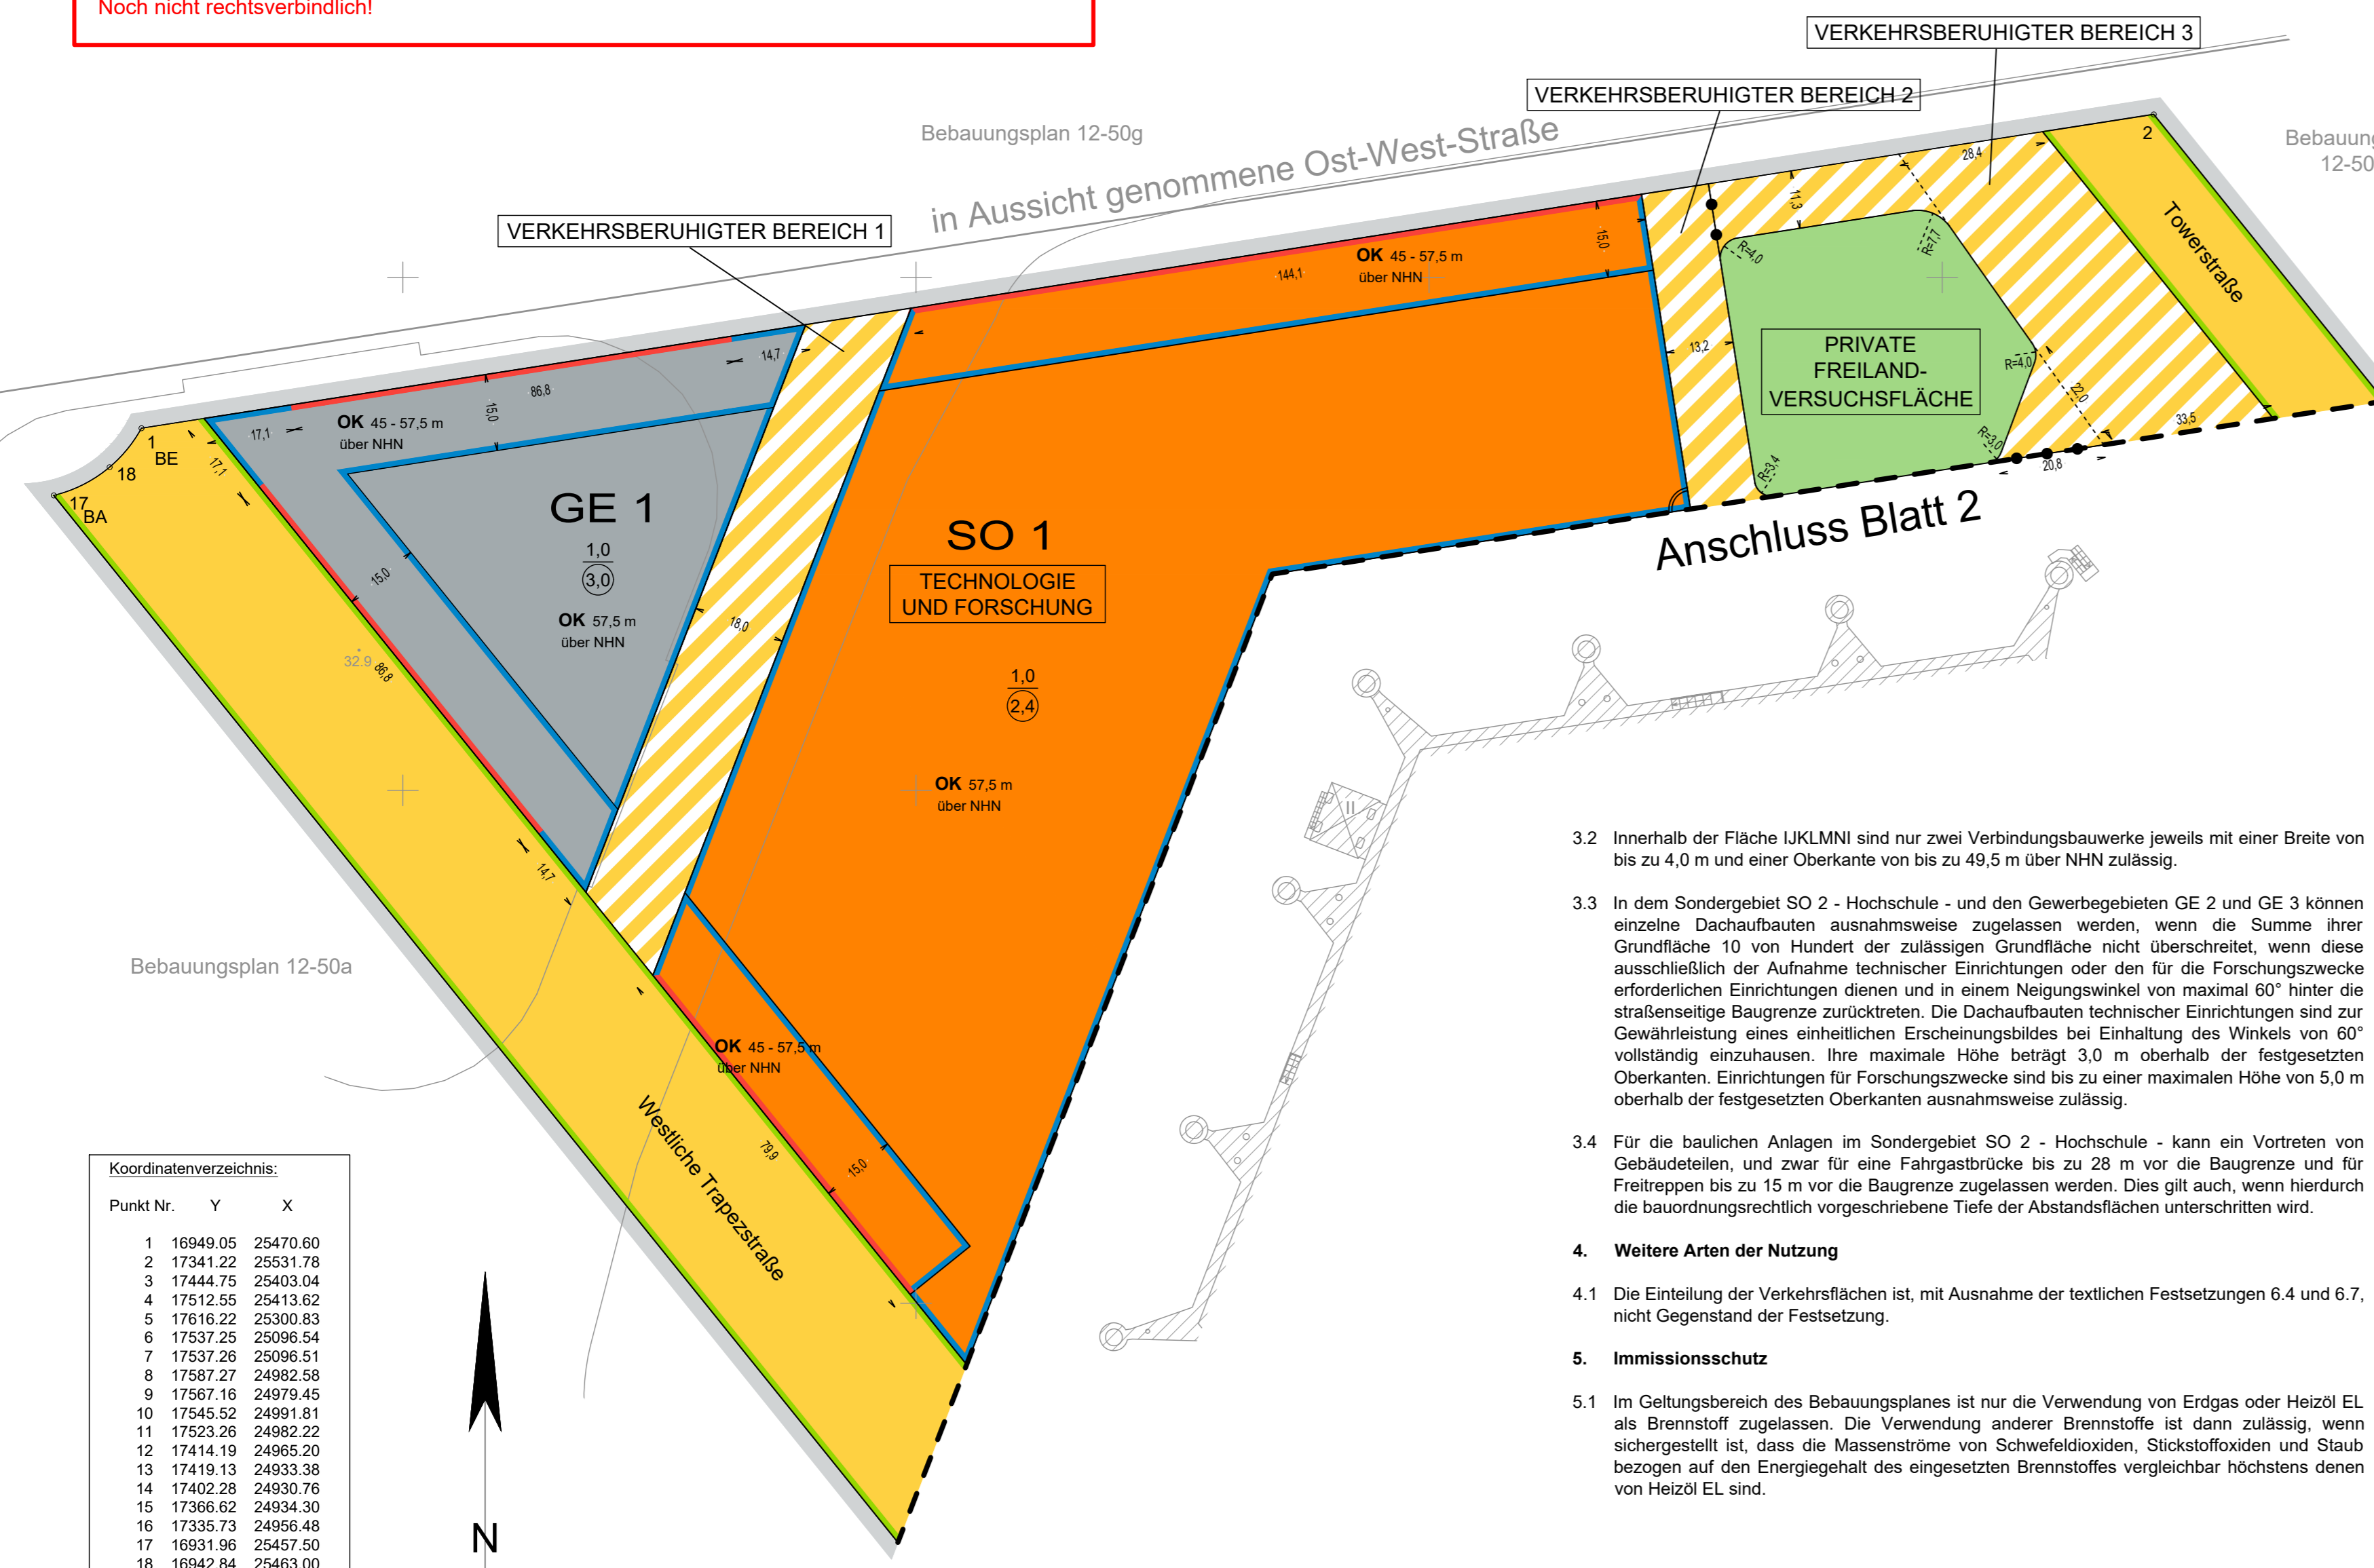 Noch nicht rechtsverbindlich!
VERKEHRSBERUHIGTER BEREICH 3
VERKEHRSBERUHIGTER BEREICH 2
Bebauungsplan 12-50g
in Aussicht genommene Ost-West-Straße
VERKEHRSBERUHIGTER BEREICH 1
2
12-50
Towerstraße
28,4
11,3
R=4,0
R=7,7
15,0
OK 45 - 57,5 m
über NHN
144,1
13,2
PRIVATE
FREILAND-
VERSUCHSFLÄCHE
R=4,0
22,0
33,5
R=3,0
R=3,4
20,8
Anschluss Blatt 2
14,7
86,8
15,0
OK 45 - 57,5 m
über NHN
17,1
17,1
1
BE
18
17
BA
GE 1
1,0
3,0
OK 57,5 m
über NHN
15,0
18,0
SO 1
TECHNOLOGIE
UND FORSCHUNG
1,0
2,4
OK 57,5 m
über NHN
32.9
86,8
14,7
II
Bebauungsplan 12-50a
OK 45 - 57,5 m
über NHN
79,9
15,0
Westliche Trapezstraße
Koordinatenverzeichnis:
Punkt Nr. Y X
1 16949.05 25470.60
2 17341.22 25531.78
3 17444.75 25403.04
4 17512.55 25413.62
5 17616.22 25300.83
6 17537.25 25096.54
7 17537.26 25096.51
8 17587.27 24982.58
9 17567.16 24979.45
10 17545.52 24991.81
11 17523.26 24982.22
12 17414.19 24965.20
13 17419.13 24933.38
14 17402.28 24930.76
15 17366.62 24934.30
16 17335.73 24956.48
17 16931.96 25457.50
18 16942.84 25463.00
N
3.2 Innerhalb der Fläche IJKLMNI sind nur zwei Verbindungsbauwerke jeweils mit einer Breite von
bis zu 4,0 m und einer Oberkante von bis zu 49,5 m über NHN zulässig.
3.3 In dem Sondergebiet SO 2 - Hochschule - und den Gewerbegebieten GE 2 und GE 3 können
einzelne Dachaufbauten ausnahmsweise zugelassen werden, wenn die Summe ihrer
Grundfläche 10 von Hundert der zulässigen Grundfläche nicht überschreitet, wenn diese
ausschließlich der Aufnahme technischer Einrichtungen oder den für die Forschungszwecke
erforderlichen Einrichtungen dienen und in einem Neigungswinkel von maximal 60° hinter die
straßenseitige Baugrenze zurücktreten. Die Dachaufbauten technischer Einrichtungen sind zur
Gewährleistung eines einheitlichen Erscheinungsbildes bei Einhaltung des Winkels von 60°
vollständig einzuhausen. Ihre maximale Höhe beträgt 3,0 m oberhalb der festgesetzten
Oberkanten. Einrichtungen für Forschungszwecke sind bis zu einer maximalen Höhe von 5,0 m
oberhalb der festgesetzten Oberkanten ausnahmsweise zulässig.
3.4 Für die baulichen Anlagen im Sondergebiet SO 2 - Hochschule - kann ein Vortreten von
Gebäudeteilen, und zwar für eine Fahrgastbrücke bis zu 28 m vor die Baugrenze und für
Freitreppen bis zu 15 m vor die Baugrenze zugelassen werden. Dies gilt auch, wenn hierdurch
die bauordnungsrechtlich vorgeschriebene Tiefe der Abstandsflächen unterschritten wird.
4. Weitere Arten der Nutzung
4.1 Die Einteilung der Verkehrsflächen ist, mit Ausnahme der textlichen Festsetzungen 6.4 und 6.7,
nicht Gegenstand der Festsetzung.
5. Immissionsschutz
5.1 Im Geltungsbereich des Bebauungsplanes ist nur die Verwendung von Erdgas oder Heizöl EL
als Brennstoff zugelassen. Die Verwendung anderer Brennstoffe ist dann zulässig, wenn
sichergestellt ist, dass die Massenströme von Schwefeldioxiden, Stickstoffoxiden und Staub
bezogen auf den Energiegehalt des eingesetzten Brennstoffes vergleichbar höchstens denen
von Heizöl EL sind.